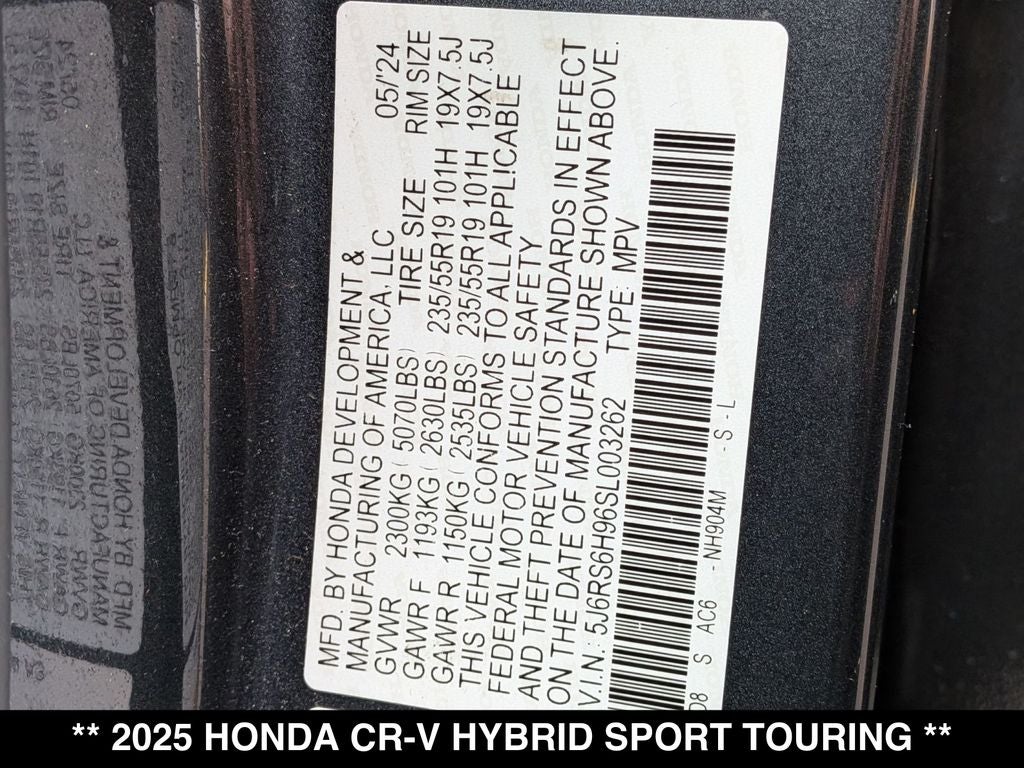 MFD. BY HONDA DEVELOPMENT &
MANUFACTURING OF AMERICA, LLC 05/'24
GVWR 2300KG ( 5070LBS) TIRE SIZE RIM SIZE
GAWR F 1193KG ( 2630LBS) 235/55R19 101H 19X7.5J
GAWR R 1150KG ( 2535LBS) 235/55R19 101H 19X7.5J
THIS VEHICLE CONFORMS TO ALL APPLICABLE
FEDERAL MOTOR VEHICLE SAFETY
AND THEFT PREVENTION STANDARDS IN EFFECT
ON THE DATE OF MANUFACTURE SHOWN ABOVE.
V.I.N.: 5J6RS6H96SL003262 TYPE: MPV
D8 S AC6 -NH904M -S -L
** 2025 HONDA CR-V HYBRID SPORT TOURING **